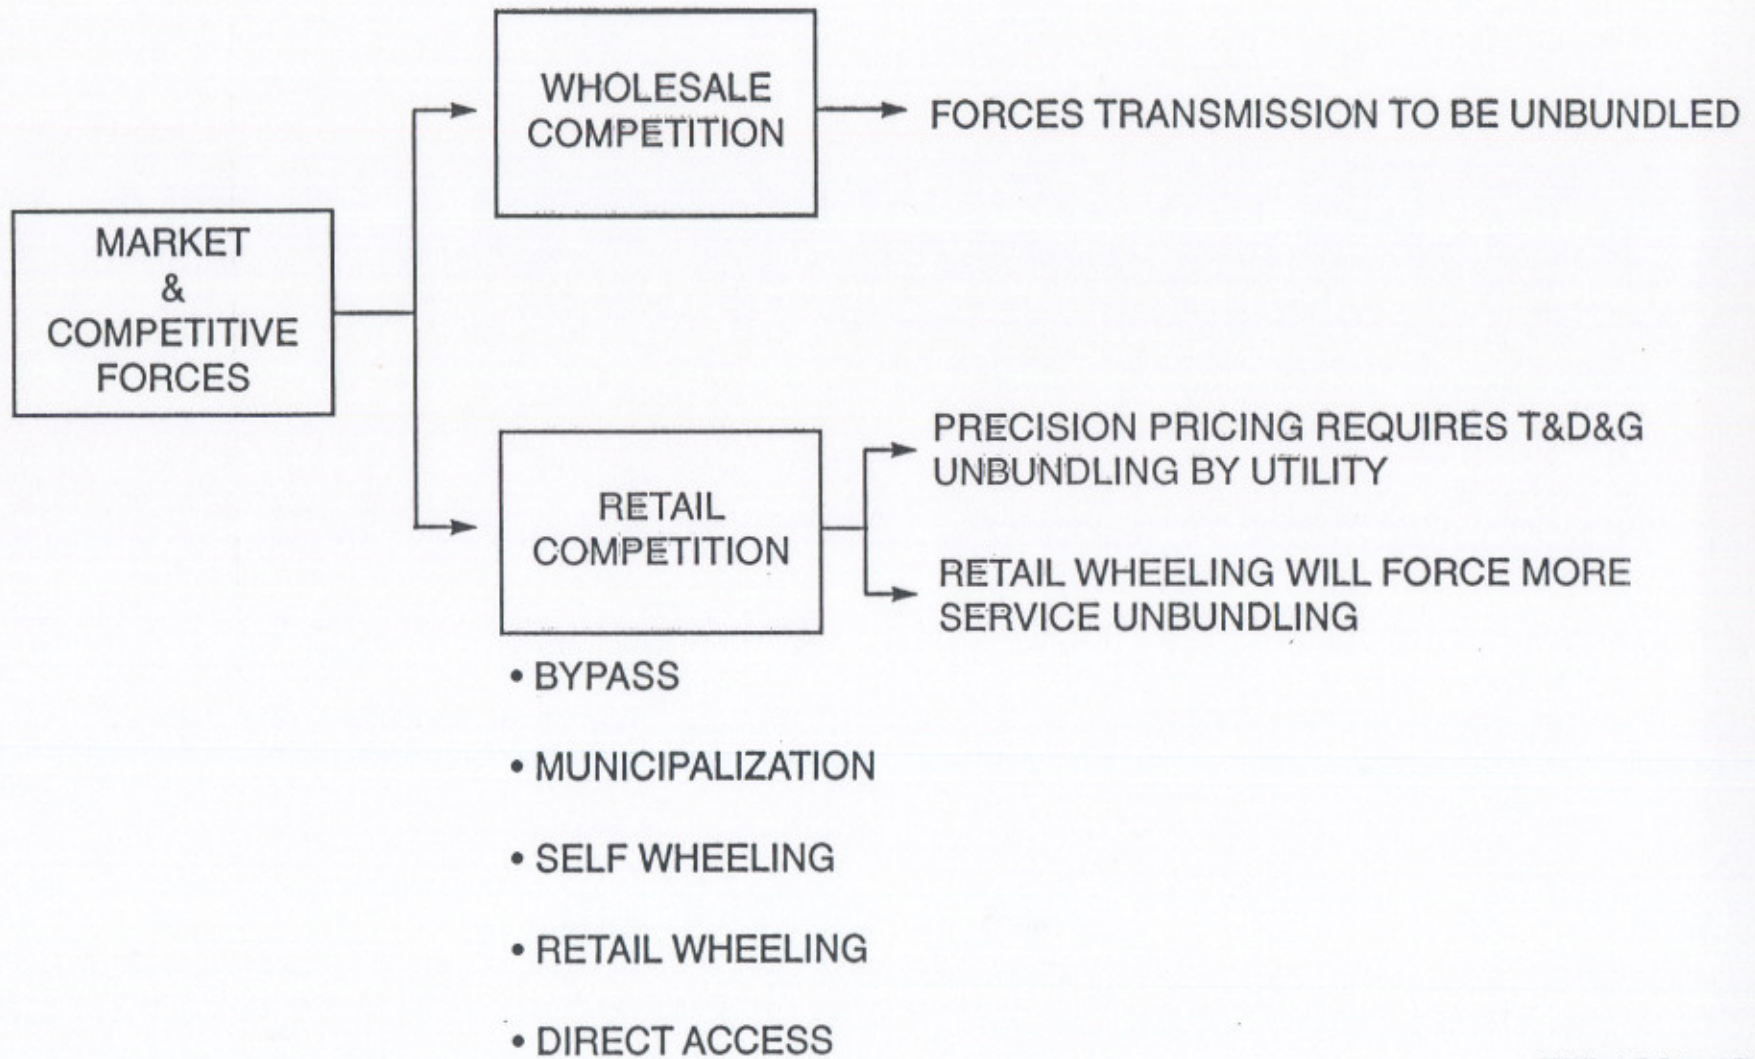 MARKET
&
COMPETITIVE
FORCES
WHOLESALE
COMPETITION
FORCES TRANSMISSION TO BE UNBUNDLED
RETAIL
COMPETITION
PRECISION PRICING REQUIRES T&D&G
UNBUNDLING BY UTILITY
RETAIL WHEELING WILL FORCE MORE
SERVICE UNBUNDLING
• BYPASS
• MUNICIPALIZATION
• SELF WHEELING
• RETAIL WHEELING
• DIRECT ACCESS